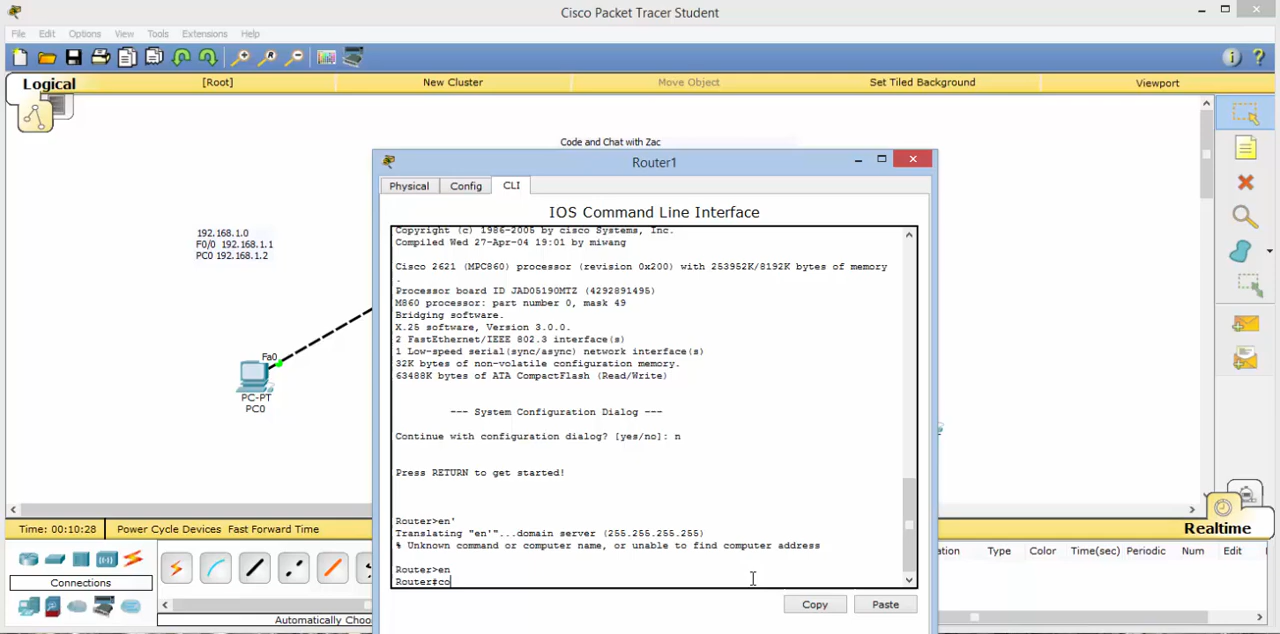 Cisco Packet Tracer Student
File Edit Options View Tools Extensions Help
Logical [Root] New Cluster Move Object Set Tiled Background Viewport
Code and Chat with Zac
192.168.1.0
F0/0 192.168.1.1
PC0 192.168.1.2
Fa0
PC-PT
PC0
Router1
Physical Config CLI
IOS Command Line Interface
Copyright (c) 1986-2005 by cisco Systems, Inc.
Compiled Wed 27-Apr-04 19:01 by miwang
Cisco 2621 (MPC860) processor (revision 0x200) with 253952K/8192K bytes of memory
.
Processor board ID JAD05190MTZ (4292891495)
M860 processor: part number 0, mask 49
Bridging software.
X.25 software, Version 3.0.0.
2 FastEthernet/IEEE 802.3 interface(s)
1 Low-speed serial(sync/async) network interface(s)
32K bytes of non-volatile configuration memory.
63488K bytes of ATA CompactFlash (Read/Write)
--- System Configuration Dialog ---
Continue with configuration dialog? [yes/no]: n
Press RETURN to get started!
Router>en'
Translating "en'"...domain server (255.255.255.255)
% Unknown command or computer name, or unable to find computer address
Router>en
Router#co
Copy Paste
Time: 00:10:28 Power Cycle Devices Fast Forward Time
Realtime
Connections
Automatically Choo
ation Type Color Time(sec) Periodic Num Edit